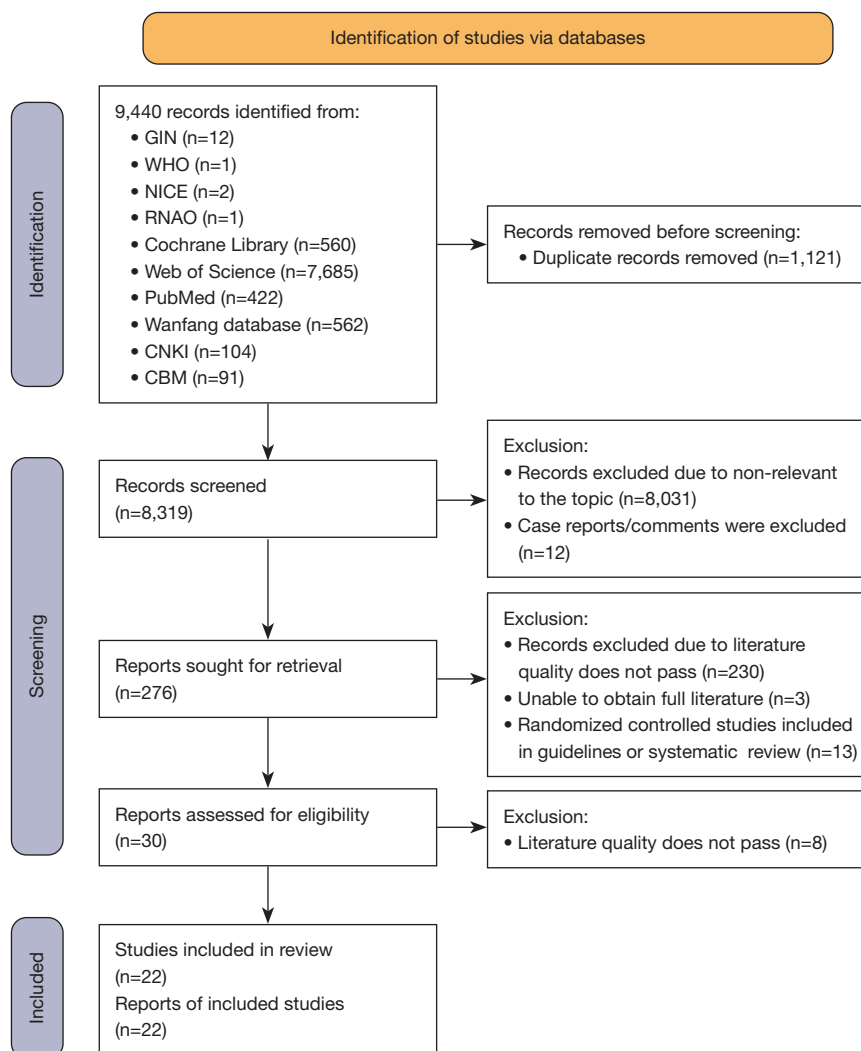 Identification of studies via databases
Identification
9,440 records identified from:
• GIN (n=12)
• WHO (n=1)
• NICE (n=2)
• RNAO (n=1)
• Cochrane Library (n=560)
• Web of Science (n=7,685)
• PubMed (n=422)
• Wanfang database (n=562)
• CNKI (n=104)
• CBM (n=91)
Records removed before screening:
• Duplicate records removed (n=1,121)
Screening
Records screened
(n=8,319)
Exclusion:
• Records excluded due to non-relevant
to the topic (n=8,031)
• Case reports/comments were excluded
(n=12)
Reports sought for retrieval
(n=276)
Exclusion:
• Records excluded due to literature
quality does not pass (n=230)
• Unable to obtain full literature (n=3)
• Randomized controlled studies included
in guidelines or systematic review (n=13)
Reports assessed for eligibility
(n=30)
Exclusion:
• Literature quality does not pass (n=8)
Included
Studies included in review
(n=22)
Reports of included studies
(n=22)